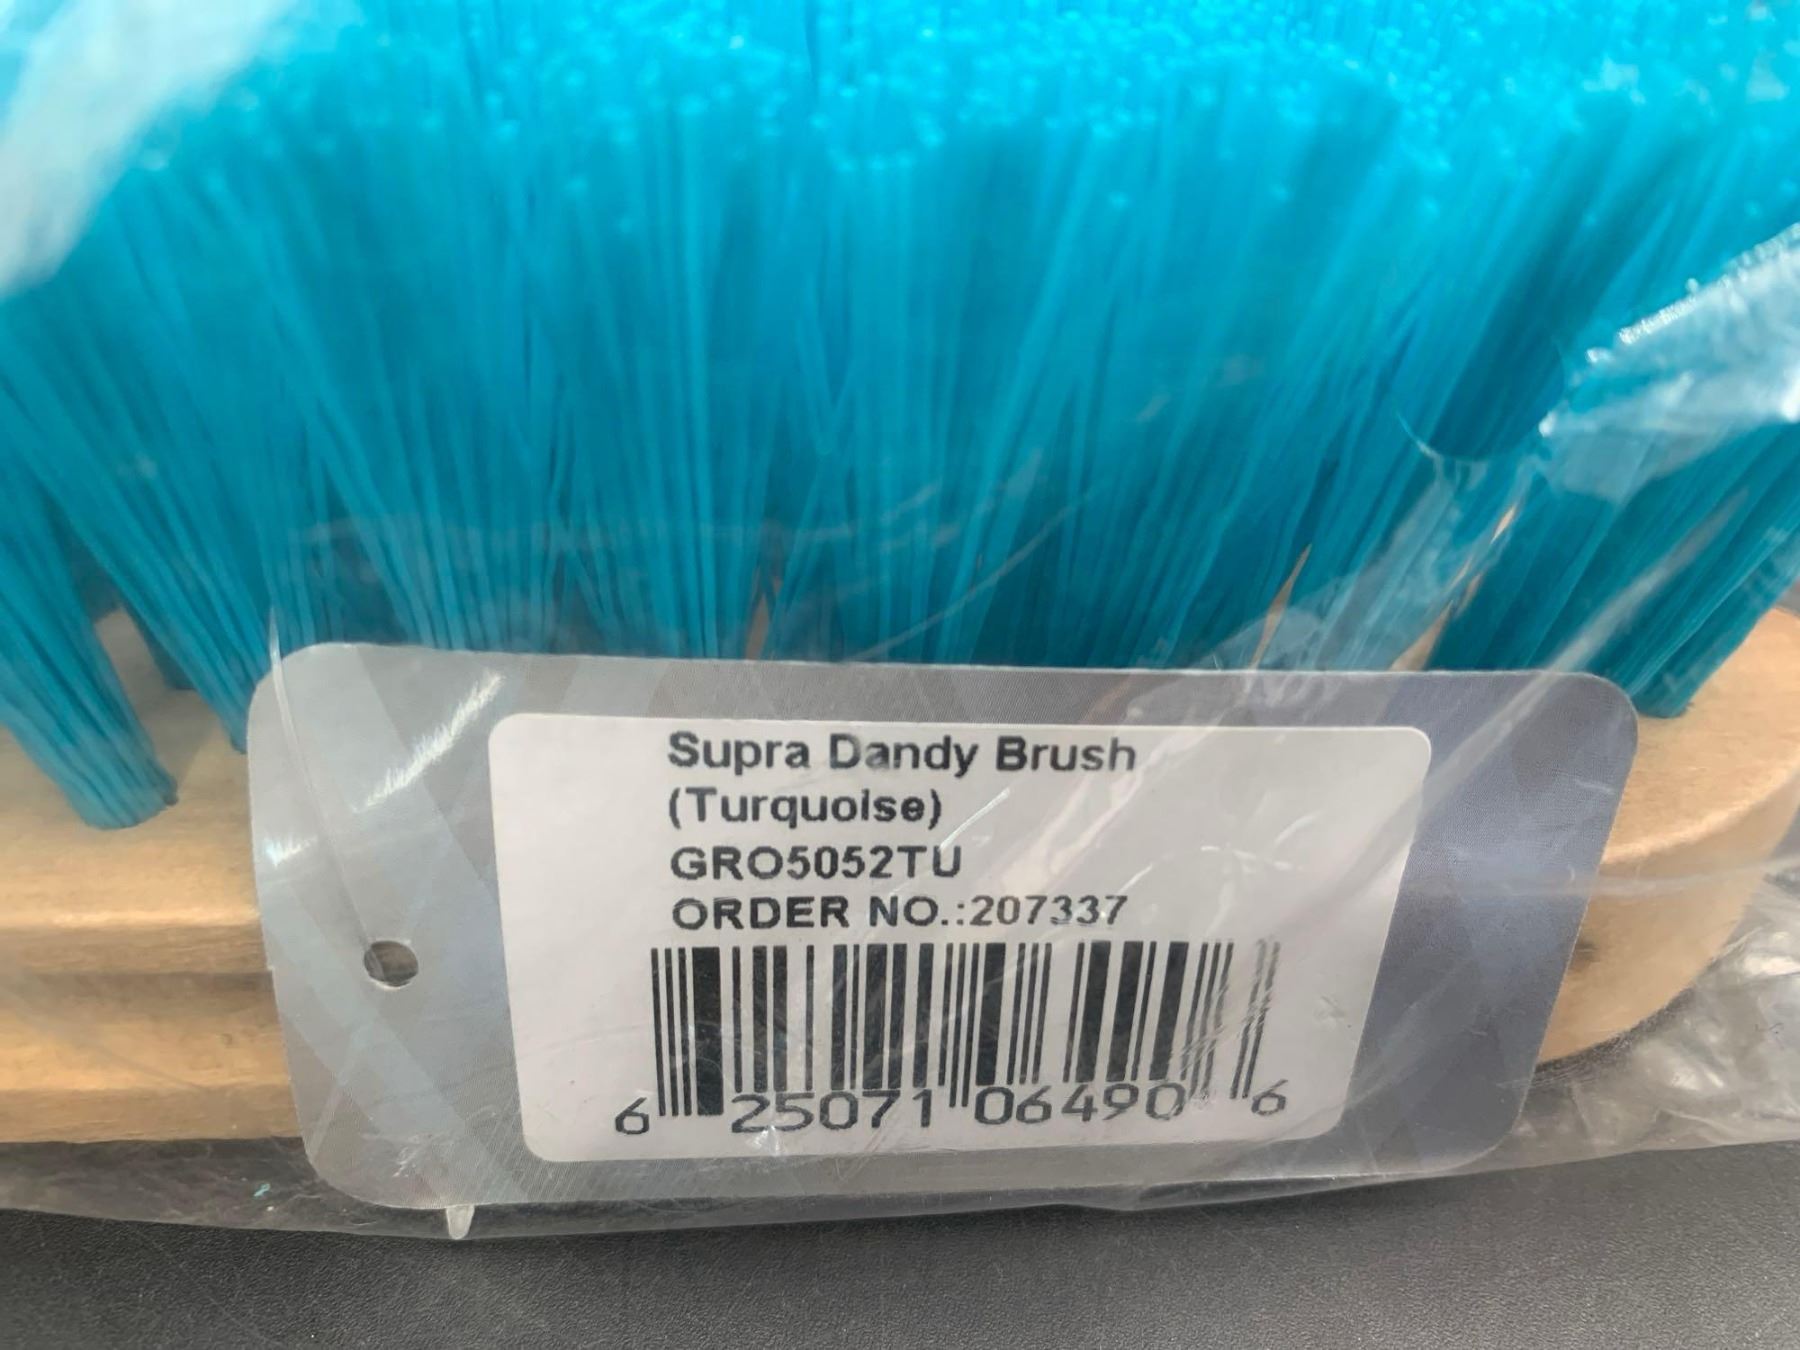 Supra Dandy Brush
(Turquoise)
GRO5052TU
ORDER NO.:207337
6 25071 06490 6